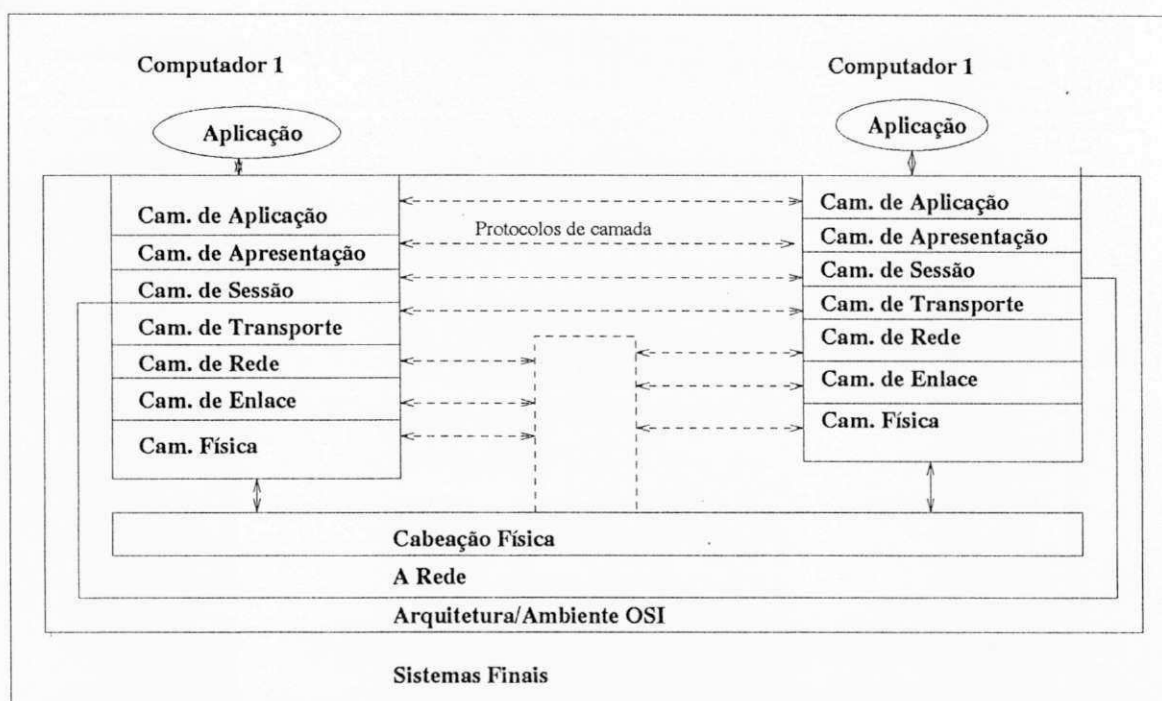 Computador 1
Computador 1
Aplicação
Aplicação
Cam. de Aplicação
Cam. de Apresentação
Cam. de Sessão
Cam. de Transporte
Cam. de Rede
Cam. de Enlace
Cam. Física
Protocolos de camada
Cam. de Aplicação
Cam. de Apresentação
Cam. de Sessão
Cam. de Transporte
Cam. de Rede
Cam. de Enlace
Cam. Física
Cabeação Física
A Rede
Arquitetura/Ambiente OSI
Sistemas Finais